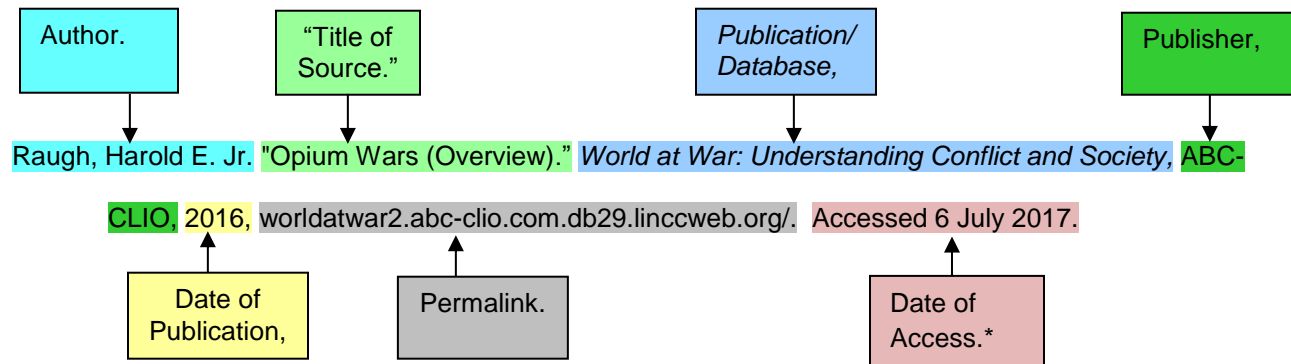 Author.
“Title of
Source.”
Publication/
Database,
Publisher,
Raugh, Harold E. Jr. "Opium Wars (Overview).” World at War: Understanding Conflict and Society, ABC-
CLIO, 2016, worldatwar2.abc-clio.com.db29.linccweb.org/. Accessed 6 July 2017.
Date of
Publication,
Permalink.
Date of
Access.*